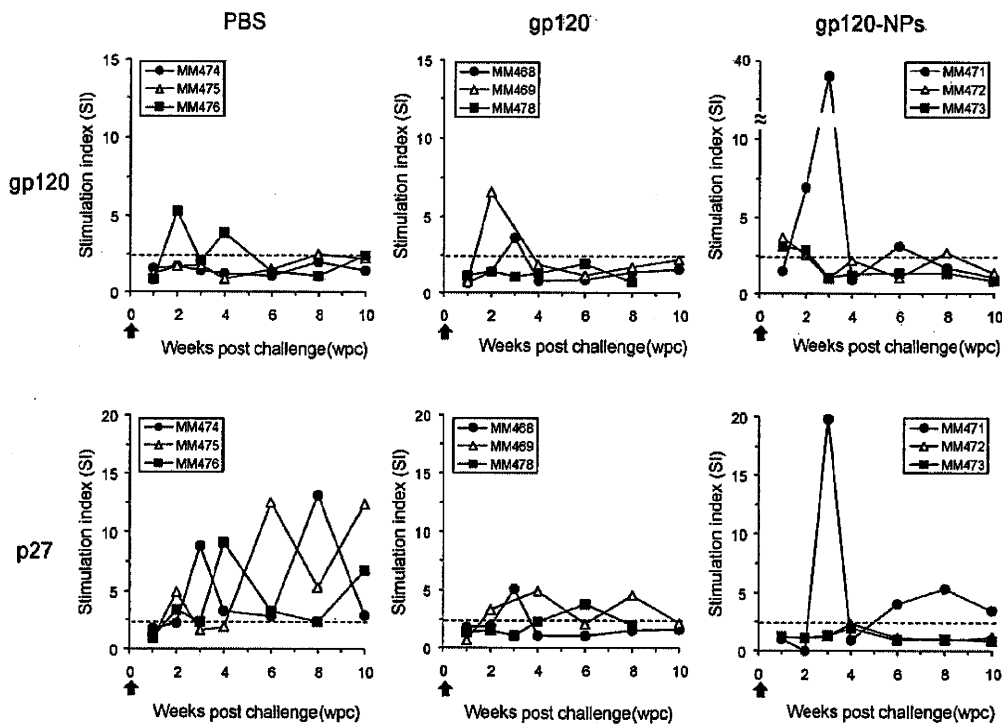 PBS gp120 gp120-NPs
gp120
Stimulation index (SI)
15
10
5
0
MM474
MM475
MM476
0 2 4 6 8 10
Weeks post challenge(wpc)
Stimulation index (SI)
15
10
5
0
MM468
MM469
MM478
0 2 4 6 8 10
Weeks post challenge(wpc)
Stimulation index (SI)
40
≈
10
5
0
MM471
MM472
MM473
0 2 4 6 8 10
Weeks post challenge(wpc)
p27
Stimulation index (SI)
20
15
10
5
0
MM474
MM475
MM476
0 2 4 6 8 10
Weeks post challenge(wpc)
Stimulation index (SI)
20
15
10
5
0
MM468
MM469
MM478
0 2 4 6 8 10
Weeks post challenge(wpc)
Stimulation index (SI)
20
15
10
5
0
MM471
MM472
MM473
0 2 4 6 8 10
Weeks post challenge(wpc)